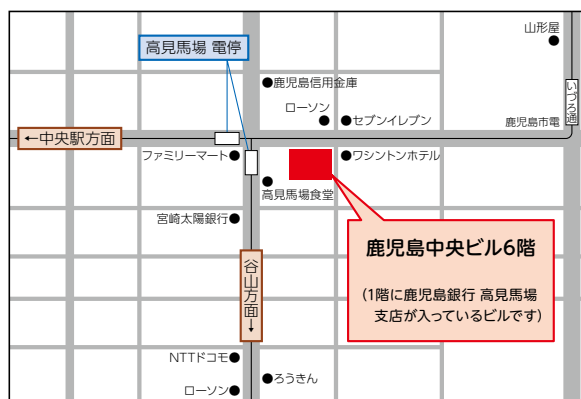 山形屋
高見馬場 電停
鹿児島信用金庫
ローソン
セブンイレブン
いづろ通
鹿児島市電
←中央駅方面
ファミリーマート
ワシントンホテル
高見馬場食堂
宮崎太陽銀行
鹿児島中央ビル6階
(1階に鹿児島銀行 高見馬場
支店が入っているビルです)
谷山方面→
NTTドコモ
ろうきん
ローソン